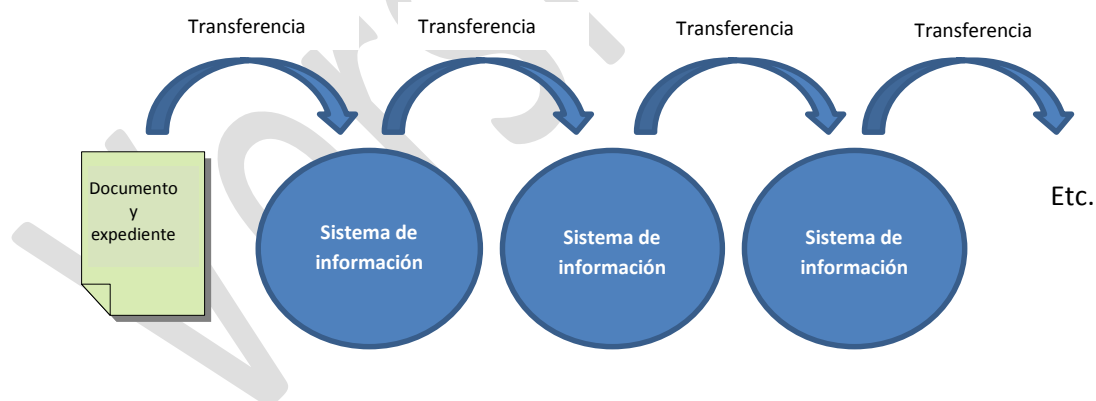 Transferencia
Transferencia
Transferencia
Transferencia
Documento
y
expediente
Sistema de
información
Sistema de
información
Sistema de
información
Etc.